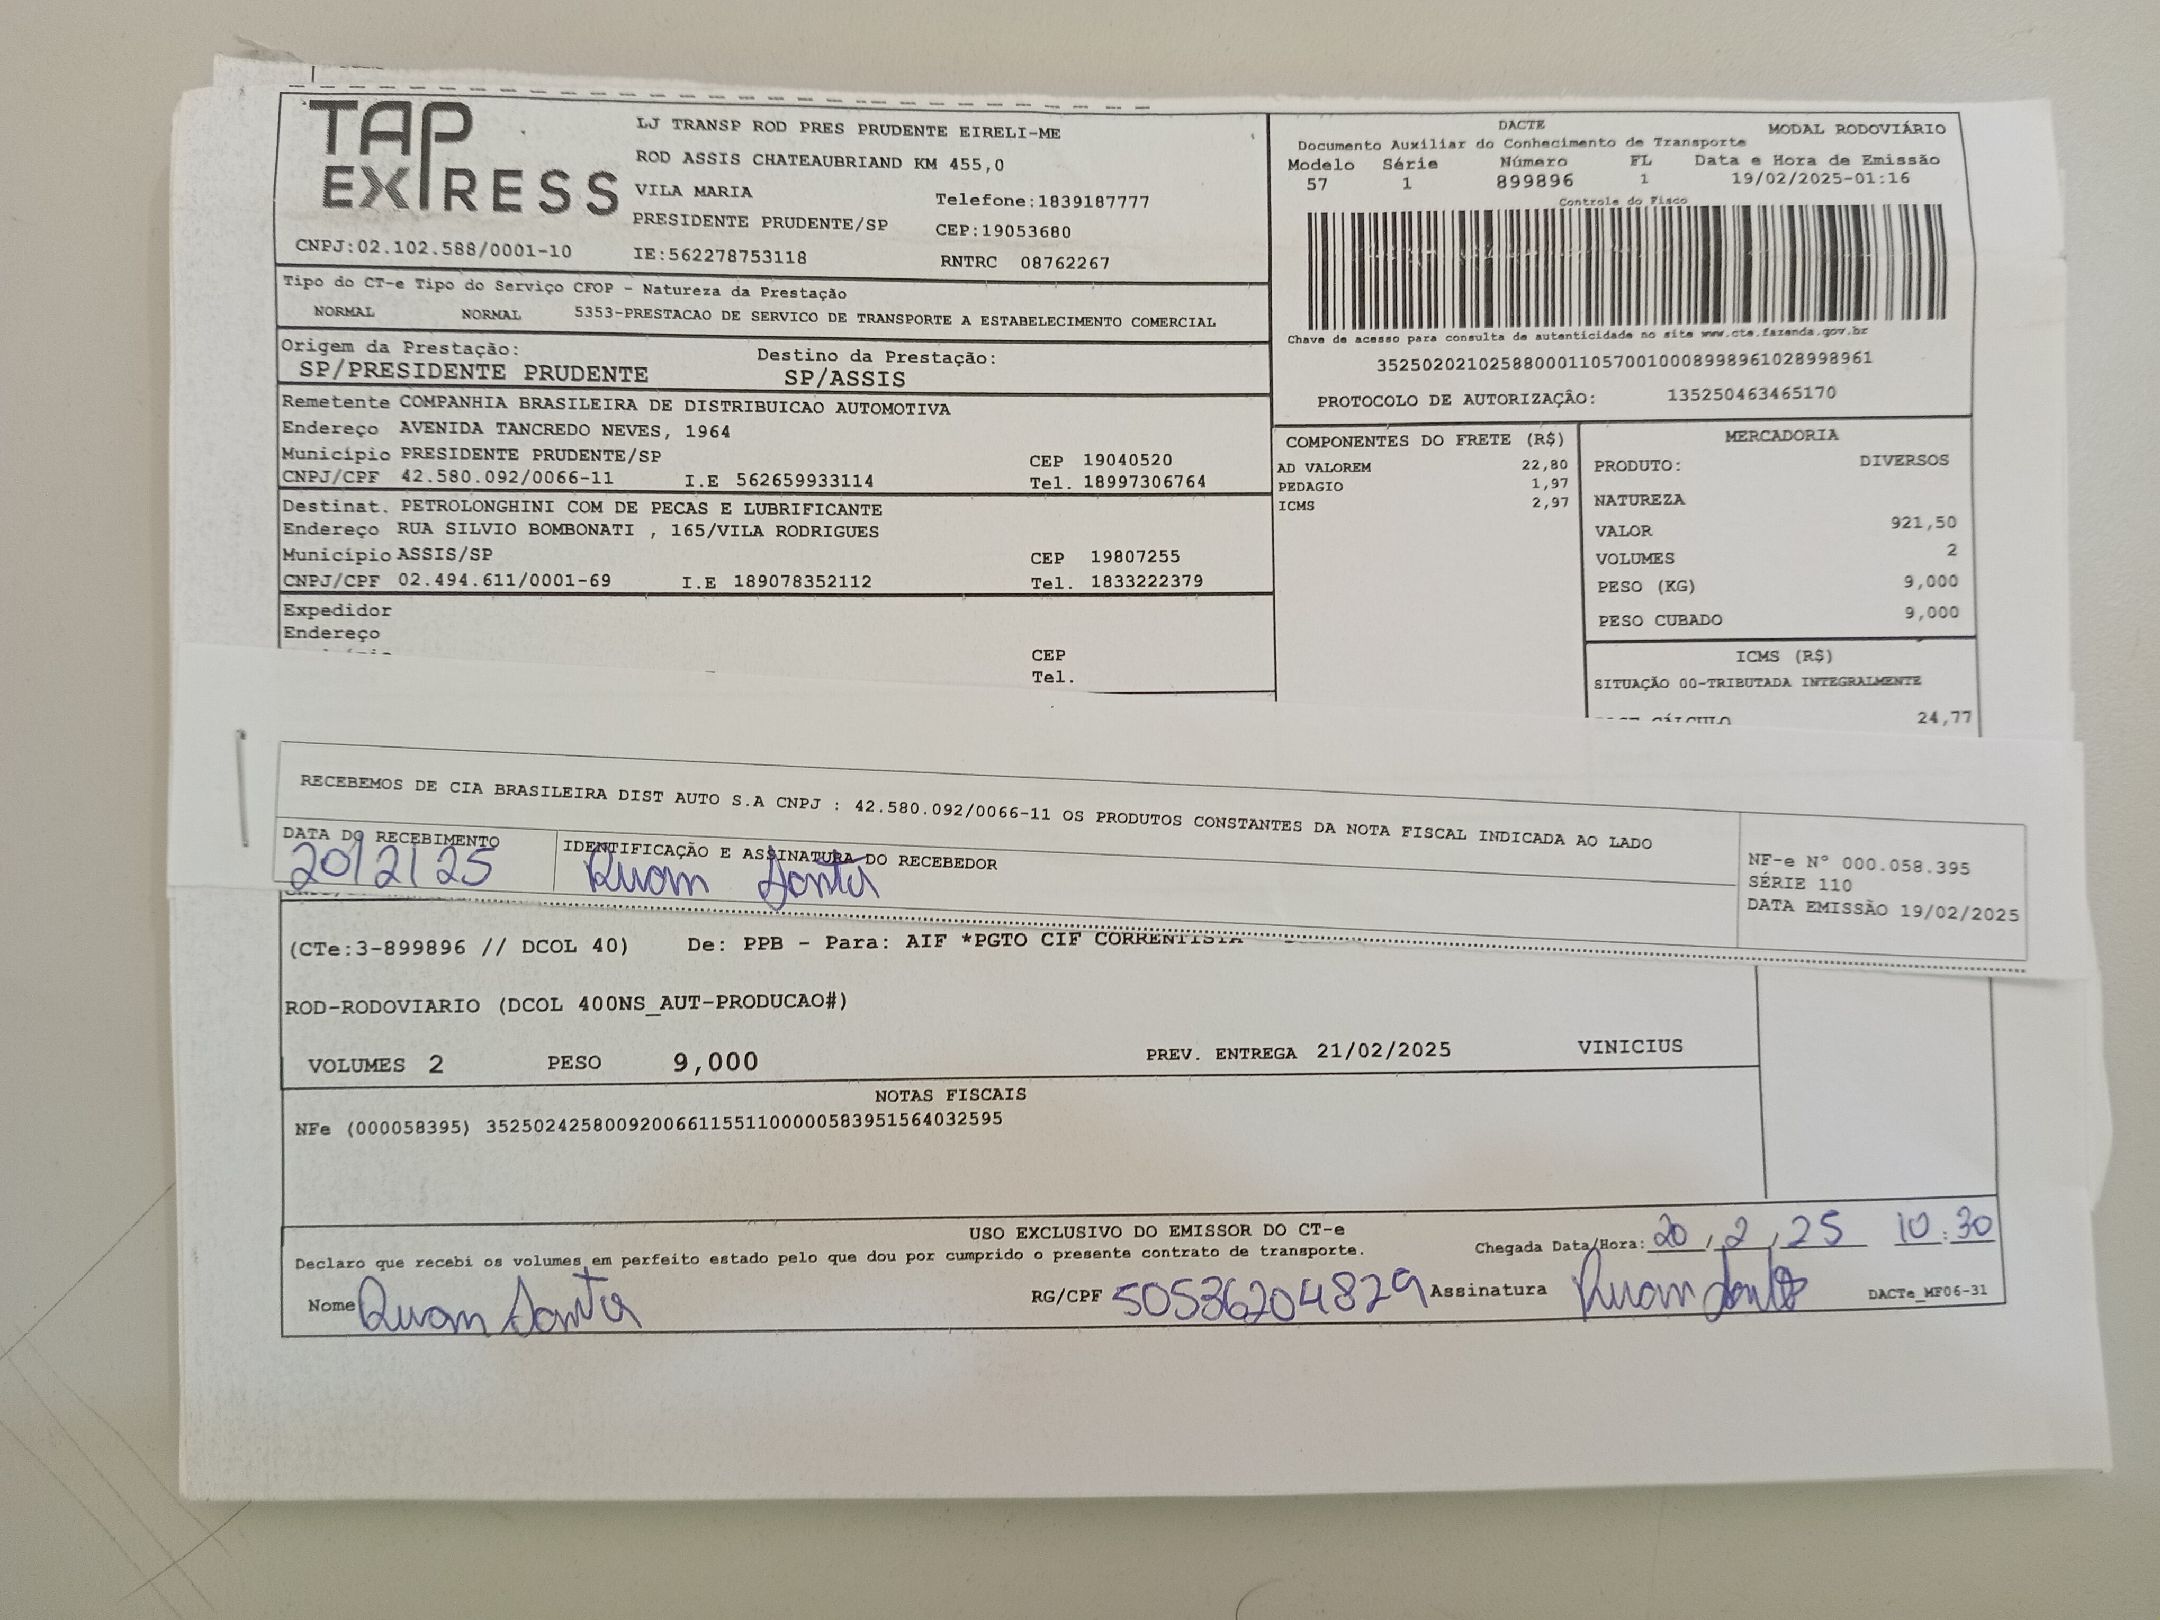 TAP
EXPRESS
LJ TRANSP ROD PRES PRUDENTE EIRELI-ME
ROD ASSIS CHATEAUBRIAND KM 455,0
VILA MARIA Telefone:1839187777
PRESIDENTE PRUDENTE/SP CEP:19053680
CNPJ:02.102.588/0001-10 IE:562278753118 RNTRC 08762267
DACTE MODAL RODOVIÁRIO
Documento Auxiliar do Conhecimento de Transporte
Modelo Série Número FL Data e Hora de Emissão
57 1 899896 1 19/02/2025-01:16
Controle do Fisco
Chave de acesso para consulta de autenticidade no site www.cte.fazenda.gov.br
35250202102588000110570010008998961028998961
PROTOCOLO DE AUTORIZAÇÂO: 135250463465170
Tipo do CT-e Tipo do Serviço CFOP - Natureza da Prestação
NORMAL NORMAL 5353-PRESTACAO DE SERVICO DE TRANSPORTE A ESTABELECIMENTO COMERCIAL
Origem da Prestação: Destino da Prestação:
SP/PRESIDENTE PRUDENTE SP/ASSIS
Remetente COMPANHIA BRASILEIRA DE DISTRIBUICAO AUTOMOTIVA
Endereço AVENIDA TANCREDO NEVES, 1964
Município PRESIDENTE PRUDENTE/SP CEP 19040520
CNPJ/CPF 42.580.092/0066-11 I.E 562659933114 Tel. 18997306764
Destinat. PETROLONGHINI COM DE PECAS E LUBRIFICANTE
Endereço RUA SILVIO BOMBONATI , 165/VILA RODRIGUES
Município ASSIS/SP CEP 19807255
CNPJ/CPF 02.494.611/0001-69 I.E 189078352112 Tel. 1833222379
Expedidor
Endereço
CEP
Tel.
COMPONENTES DO FRETE (R$)
AD VALOREM 22,80
PEDAGIO 1,97
ICMS 2,97
MERCADORIA
PRODUTO: DIVERSOS
NATUREZA
VALOR 921,50
VOLUMES 2
PESO (KG) 9,000
PESO CUBADO 9,000
ICMS (R$)
SITUAÇÃO 00-TRIBUTADA INTEGRALMENTE
CÁLCULO 24,77
RECEBEMOS DE CIA BRASILEIRA DIST AUTO S.A CNPJ : 42.580.092/0066-11 OS PRODUTOS CONSTANTES DA NOTA FISCAL INDICADA AO LADO
DATA DO RECEBIMENTO IDENTIFICAÇÃO E ASSINATURA DO RECEBEDOR
20/2/25
NF-e N° 000.058.395
SÉRIE 110
DATA EMISSÃO 19/02/2025
(CTe:3-899896 // DCOL 40) De: PPB - Para: AIF *PGTO CIF CORRENTISTA
ROD-RODOVIARIO (DCOL 400NS_AUT-PRODUCAO#)
VOLUMES 2 PESO 9,000 PREV. ENTREGA 21/02/2025 VINICIUS
NOTAS FISCAIS
NFe (000058395) 35250242580092006611551100000583951564032595
USO EXCLUSIVO DO EMISSOR DO CT-e
Declaro que recebi os volumes em perfeito estado pelo que dou por cumprido o presente contrato de transporte. Chegada Data/Hora: 20 / 2 / 25 10:30
Nome RG/CPF 50536204829 Assinatura DACTe_MF06-31